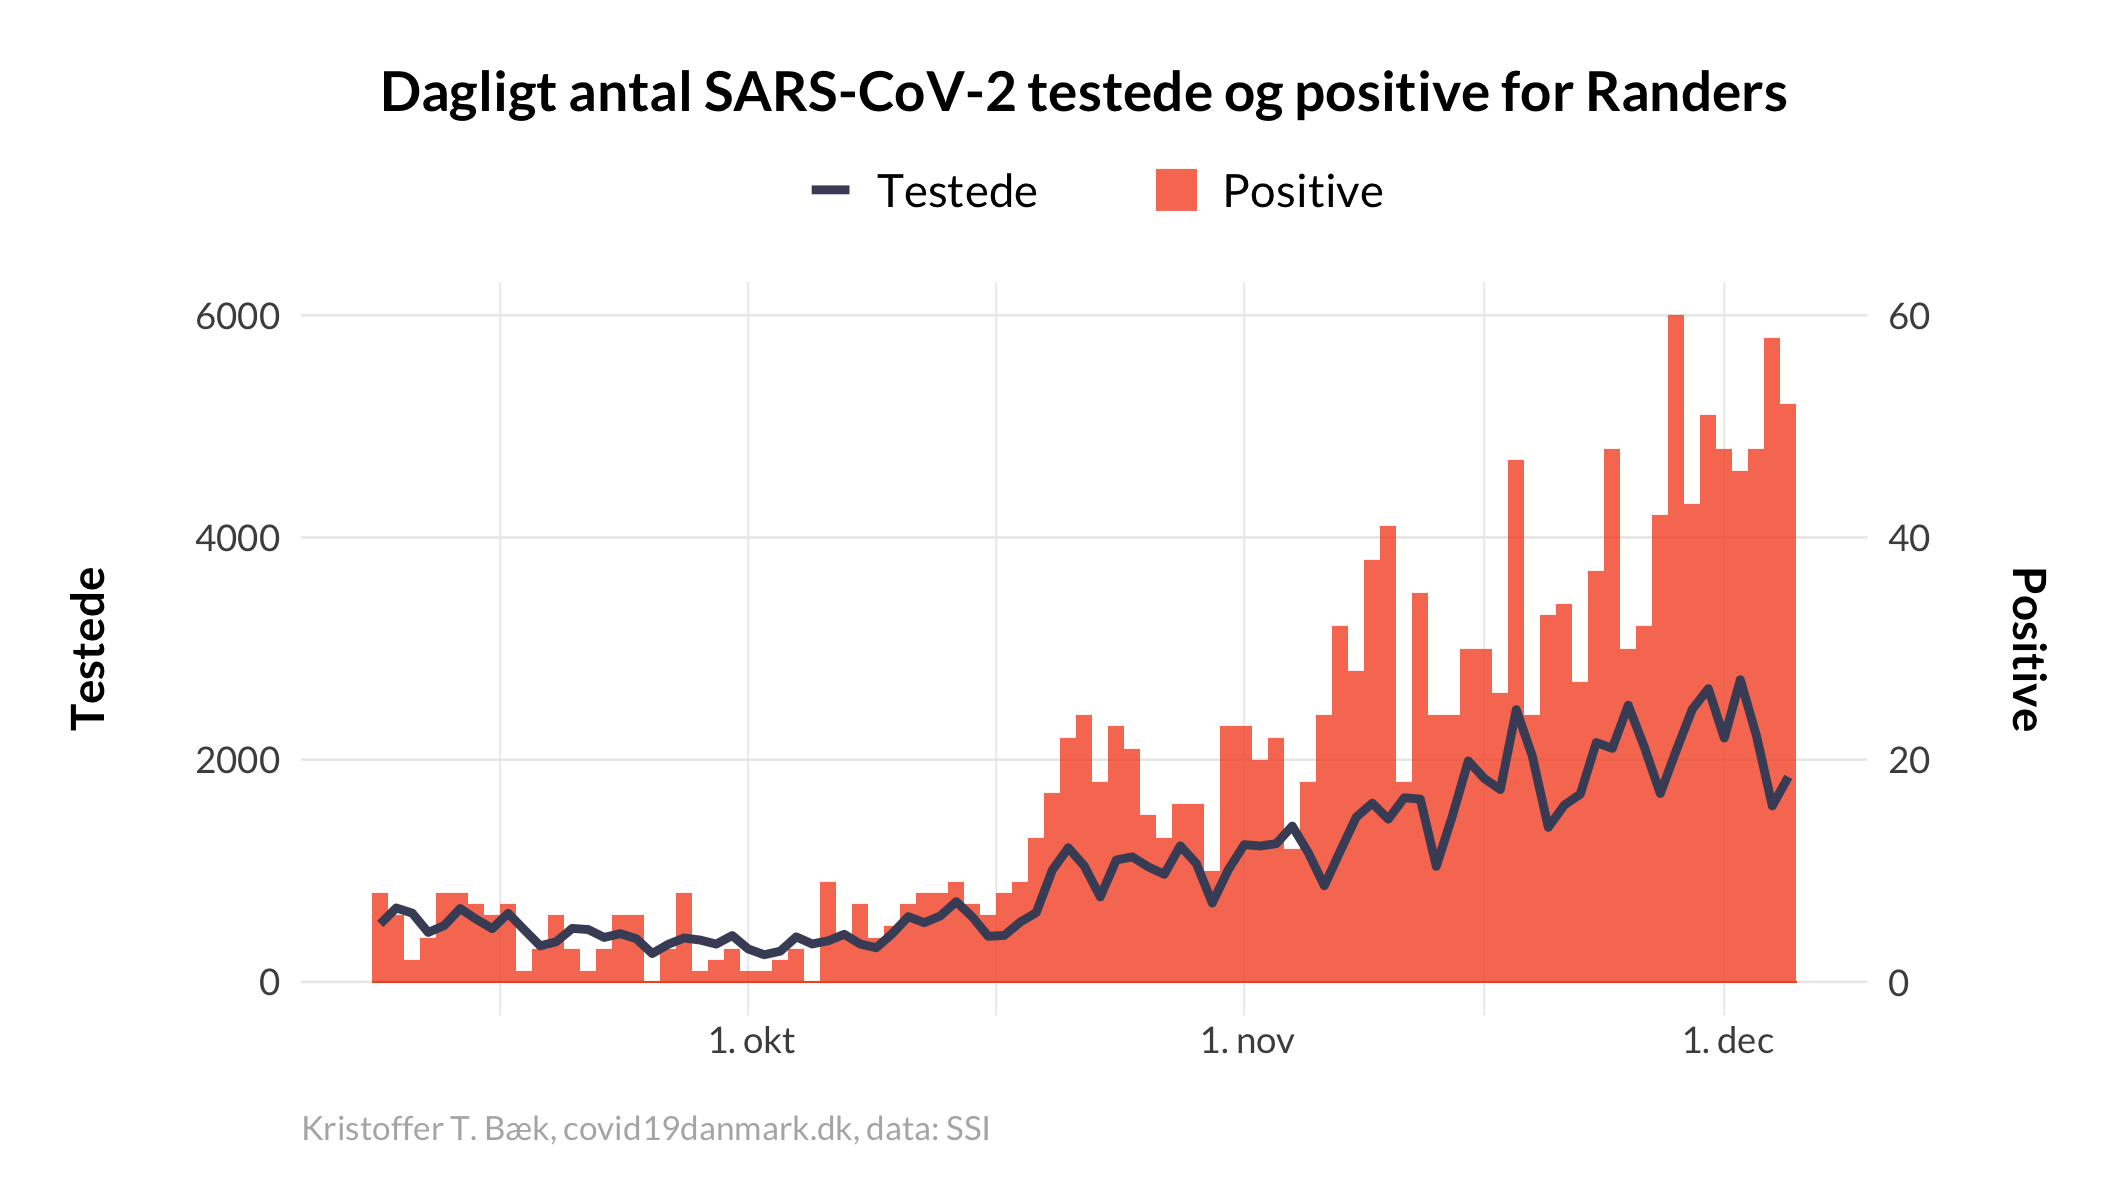 Dagligt antal SARS-CoV-2 testede og positive for Randers
Testede
Positive
6000
4000
2000
0
Testede
60
40
20
0
Positive
1. okt
1. nov
1. dec
Kristoffer T. Bæk, covid19danmark.dk, data: SSI